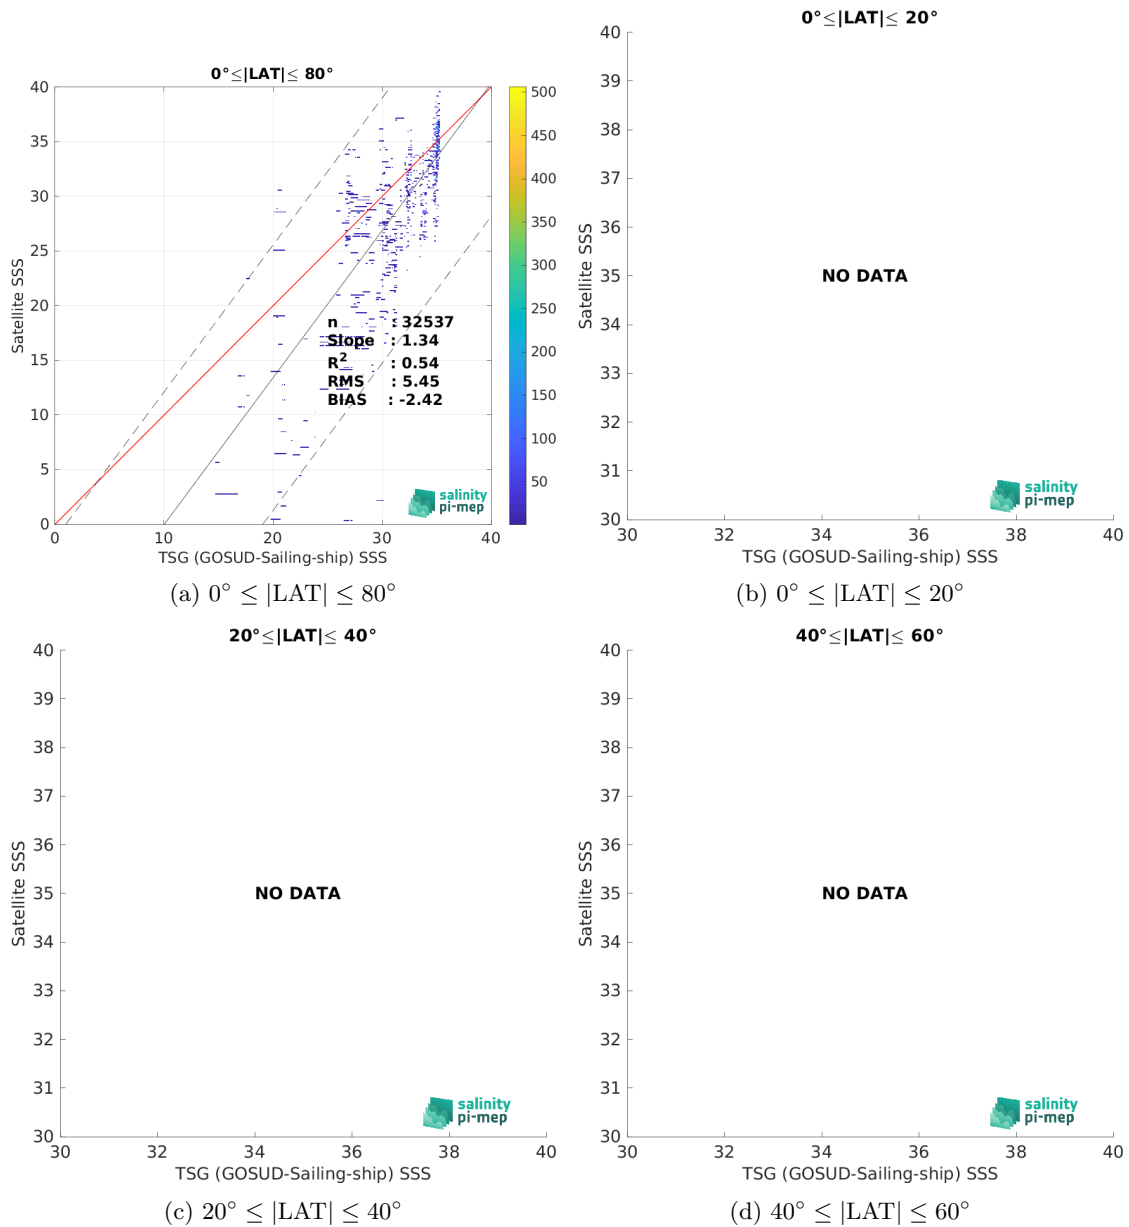 0°≤|LAT|≤ 80°
40
35
30
25
20
15
10
5
0
0
10
20
30
40
Satellite SSS
TSG (GOSUD-Sailing-ship) SSS
n : 32537
Slope : 1.34
R² : 0.54
RMS : 5.45
BIAS : -2.42
salinity
pi-mep
500
450
400
350
300
250
200
150
100
50
(a) 0° ≤ |LAT| ≤ 80°
0°≤|LAT|≤ 20°
40
39
38
37
36
35
34
33
32
31
30
30
32
34
36
38
40
Satellite SSS
NO DATA
salinity
pi-mep
TSG (GOSUD-Sailing-ship) SSS
(b) 0° ≤ |LAT| ≤ 20°
20°≤|LAT|≤ 40°
40
39
38
37
36
35
34
33
32
31
30
30
32
34
36
38
40
Satellite SSS
NO DATA
salinity
pi-mep
TSG (GOSUD-Sailing-ship) SSS
(c) 20° ≤ |LAT| ≤ 40°
40°≤|LAT|≤ 60°
40
39
38
37
36
35
34
33
32
31
30
30
32
34
36
38
40
Satellite SSS
NO DATA
salinity
pi-mep
TSG (GOSUD-Sailing-ship) SSS
(d) 40° ≤ |LAT| ≤ 60°